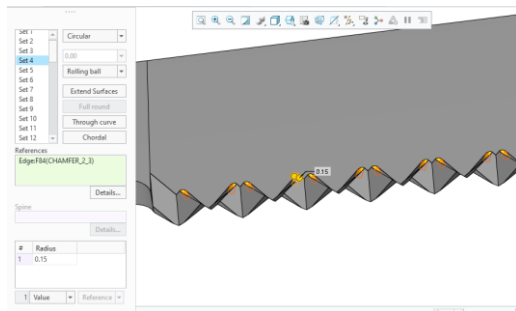 Set 1
Set 2
Set 3
Set 4
Set 5
Set 6
Set 7
Set 8
Set 9
Set 10
Set 11
Set 12
Circular
0.00
Rolling ball
Extend Surfaces
Full round
Through curve
Chordal
References
Edge:F84(CHAMFER_2_3)
Details...
Spine
Details...
# Radius
1 0.15
1 Value Reference
0.15